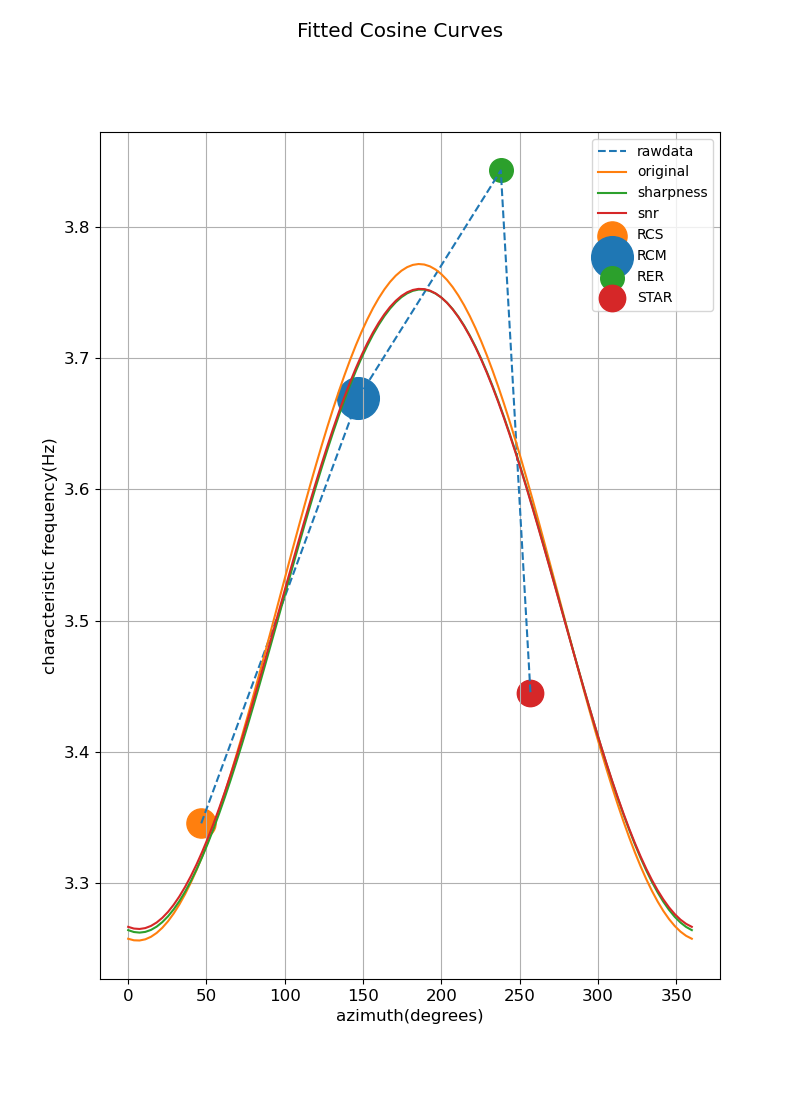 Fitted Cosine Curves
rawdata
original
sharpness
snr
RCS
RCM
RER
STAR
characteristic frequency(Hz)
3.8
3.7
3.6
3.5
3.4
3.3
0 50 100 150 200 250 300 350
azimuth(degrees)